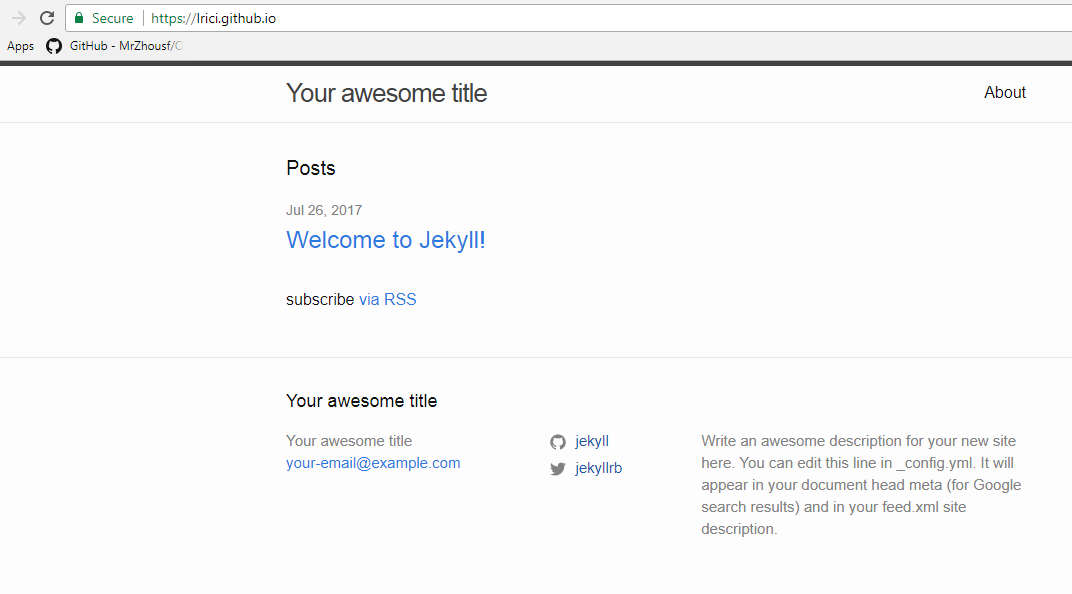 Secure https://lrici.github.io
Apps GitHub - MrZhousf/
Your awesome title About
Posts
Jul 26, 2017
Welcome to Jekyll!
subscribe via RSS
Your awesome title
Your awesome title
your-email@example.com
jekyll
jekyllrb
Write an awesome description for your new site
here. You can edit this line in _config.yml. It will
appear in your document head meta (for Google
search results) and in your feed.xml site
description.